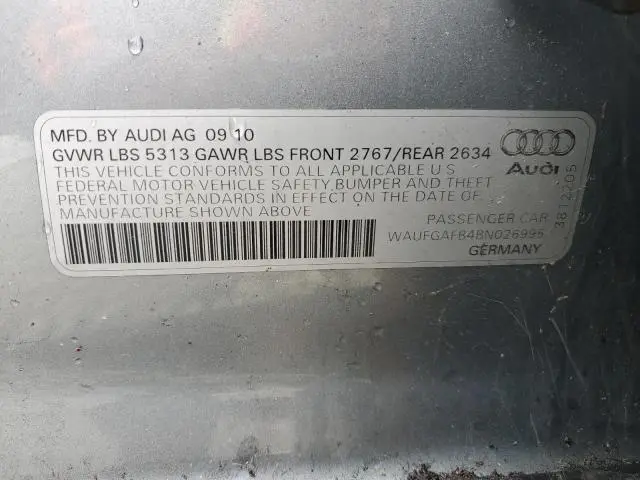 MFD. BY AUDI AG 09 10
GVWR LBS 5313 GAWR LBS FRONT 2767/REAR 2634
THIS VEHICLE CONFORMS TO ALL APPLICABLE U S
FEDERAL MOTOR VEHICLE SAFETY, BUMPER AND THEFT
PREVENTION STANDARDS IN EFFECT ON THE DATE OF
MANUFACTURE SHOWN ABOVE
PASSENGER CAR
WAUFGAFB4BN026995
GERMANY
Audi
3812205